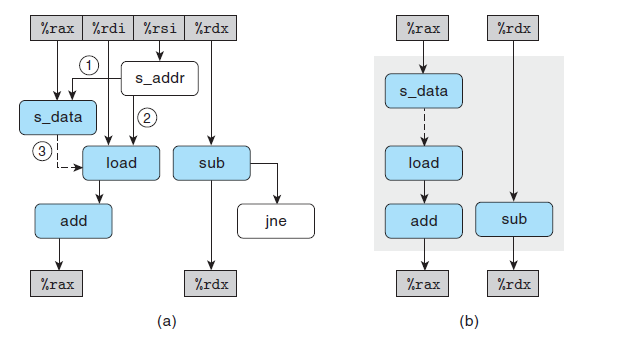 %rax %rdi %rsi %rdx
1
s_addr
s_data
2
3
load
sub
add
jne
%rax
%rdx
(a)
%rax
%rdx
s_data
load
add
sub
%rax
%rdx
(b)